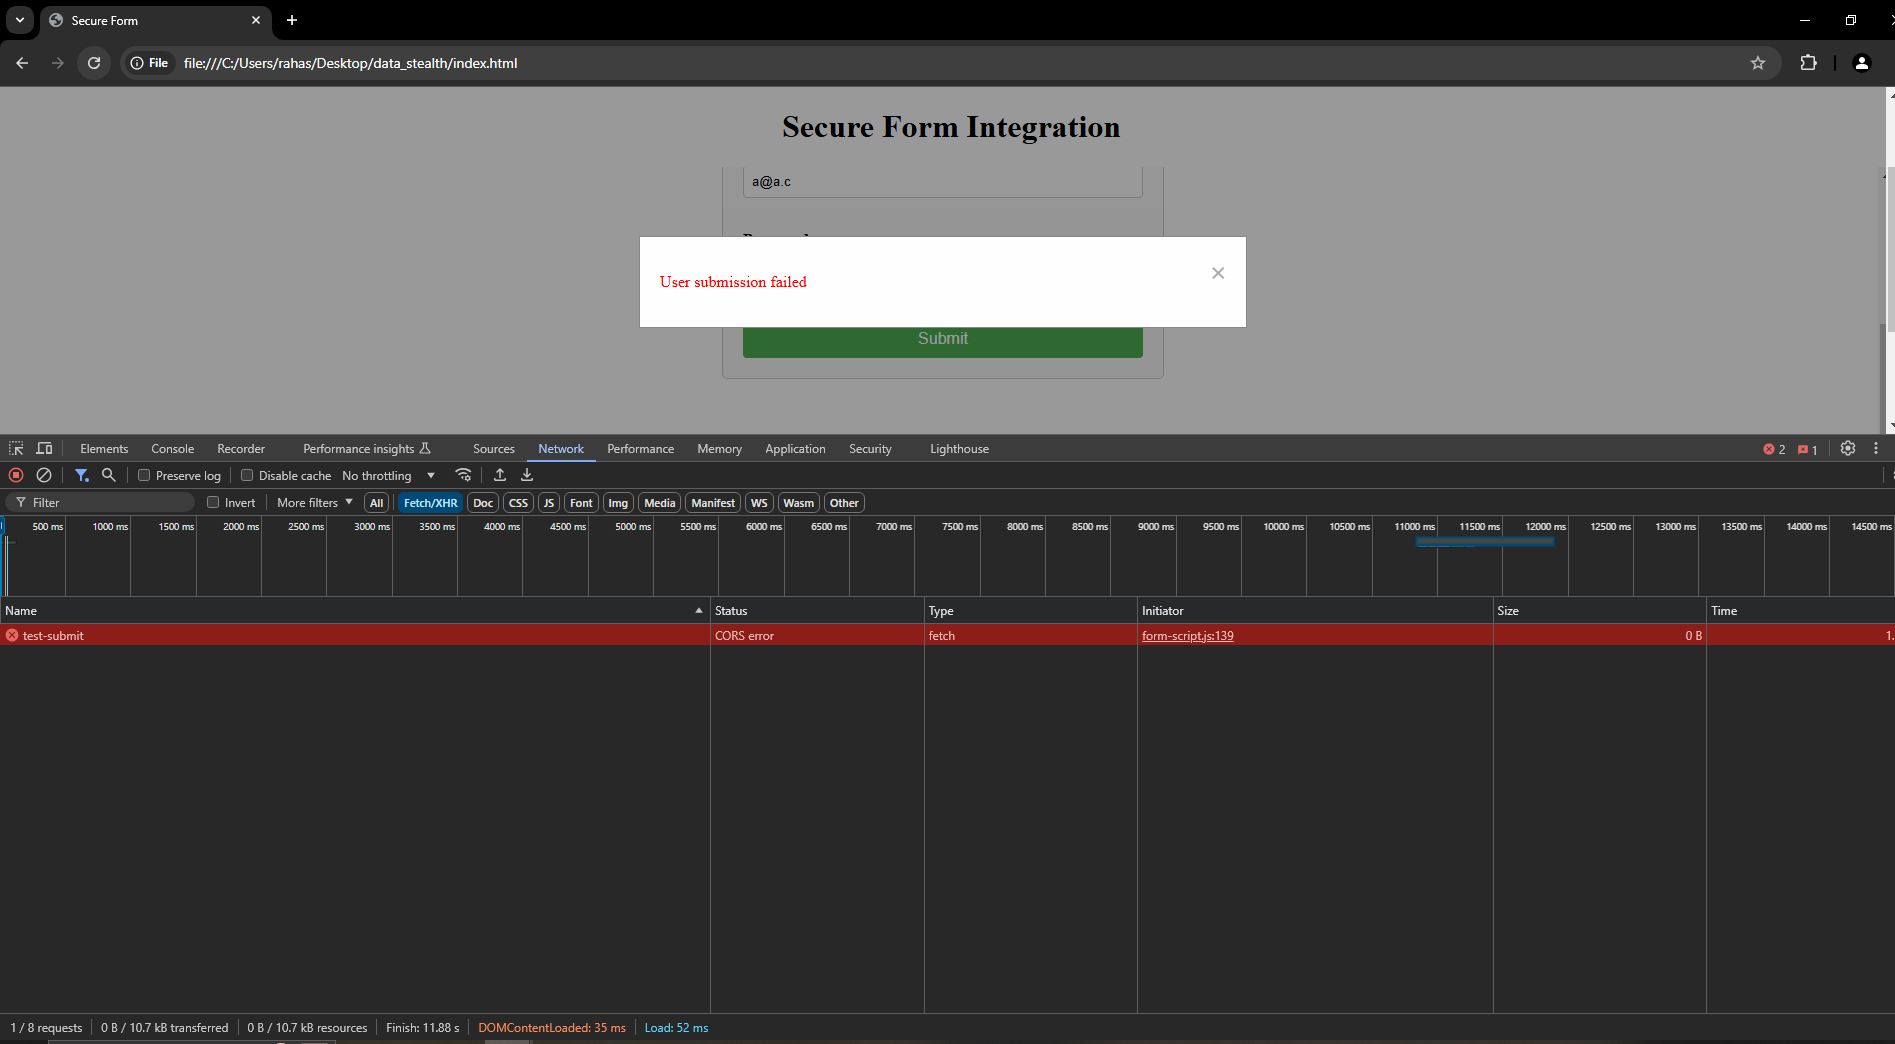 Secure Form
File file:///C:/Users/rahas/Desktop/data_stealth/index.html
Secure Form Integration
a@a.c
User submission failed
Submit
Elements Console Recorder Performance insights Sources Network Performance Memory Application Security Lighthouse 2 1
Preserve log Disable cache No throttling
Filter Invert More filters All Fetch/XHR Doc CSS JS Font Img Media Manifest WS Wasm Other
500 ms 1000 ms 1500 ms 2000 ms 2500 ms 3000 ms 3500 ms 4000 ms 4500 ms 5000 ms 5500 ms 6000 ms 6500 ms 7000 ms 7500 ms 8000 ms 8500 ms 9000 ms 9500 ms 10000 ms 10500 ms 11000 ms 11500 ms 12000 ms 12500 ms 13000 ms 13500 ms 14000 ms 14500 ms
Name Status Type Initiator Size Time
test-submit CORS error fetch form-script.js:139 0 B 1.
1 / 8 requests 0 B / 10.7 kB transferred 0 B / 10.7 kB resources Finish: 11.88 s DOMContentLoaded: 35 ms Load: 52 ms